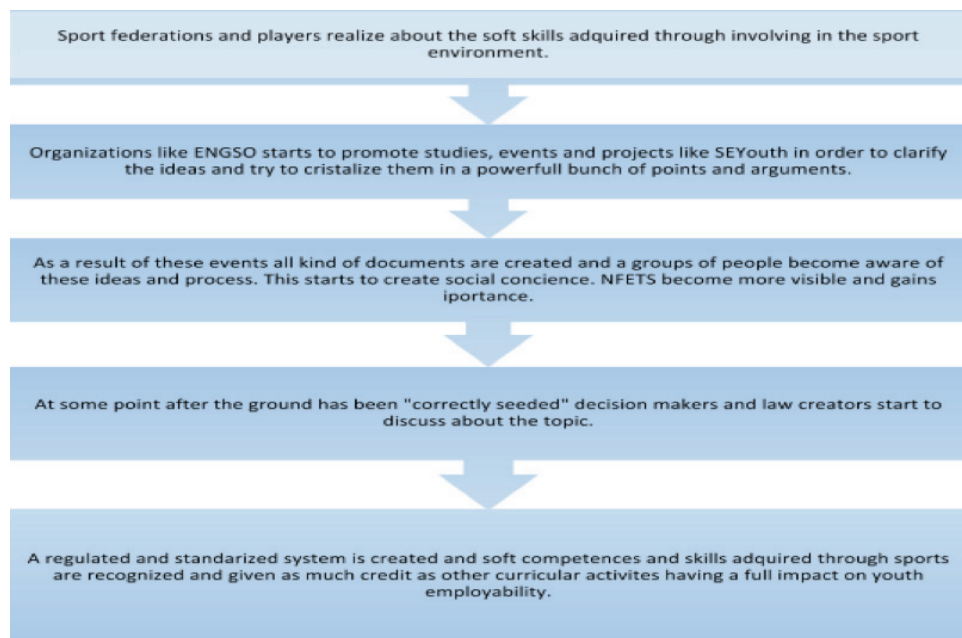 Sport federations and players realize about the soft skills adquired through involving in the sport
environment.
Organizations like ENGSO starts to promote studies, events and projects like SEYouth in order to clarify
the ideas and try to cristalize them in a powerfull bunch of points and arguments.
As a result of these events all kind of documents are created and a groups of people become aware of
these ideas and process. This starts to create social concience. NFETS become more visible and gains
iportance.
At some point after the ground has been "correctly seeded" decision makers and law creators start to
discuss about the topic.
A regulated and standarized system is created and soft competences and skills adquired through sports
are recognized and given as much credit as other curricular activites having a full impact on youth
employability.